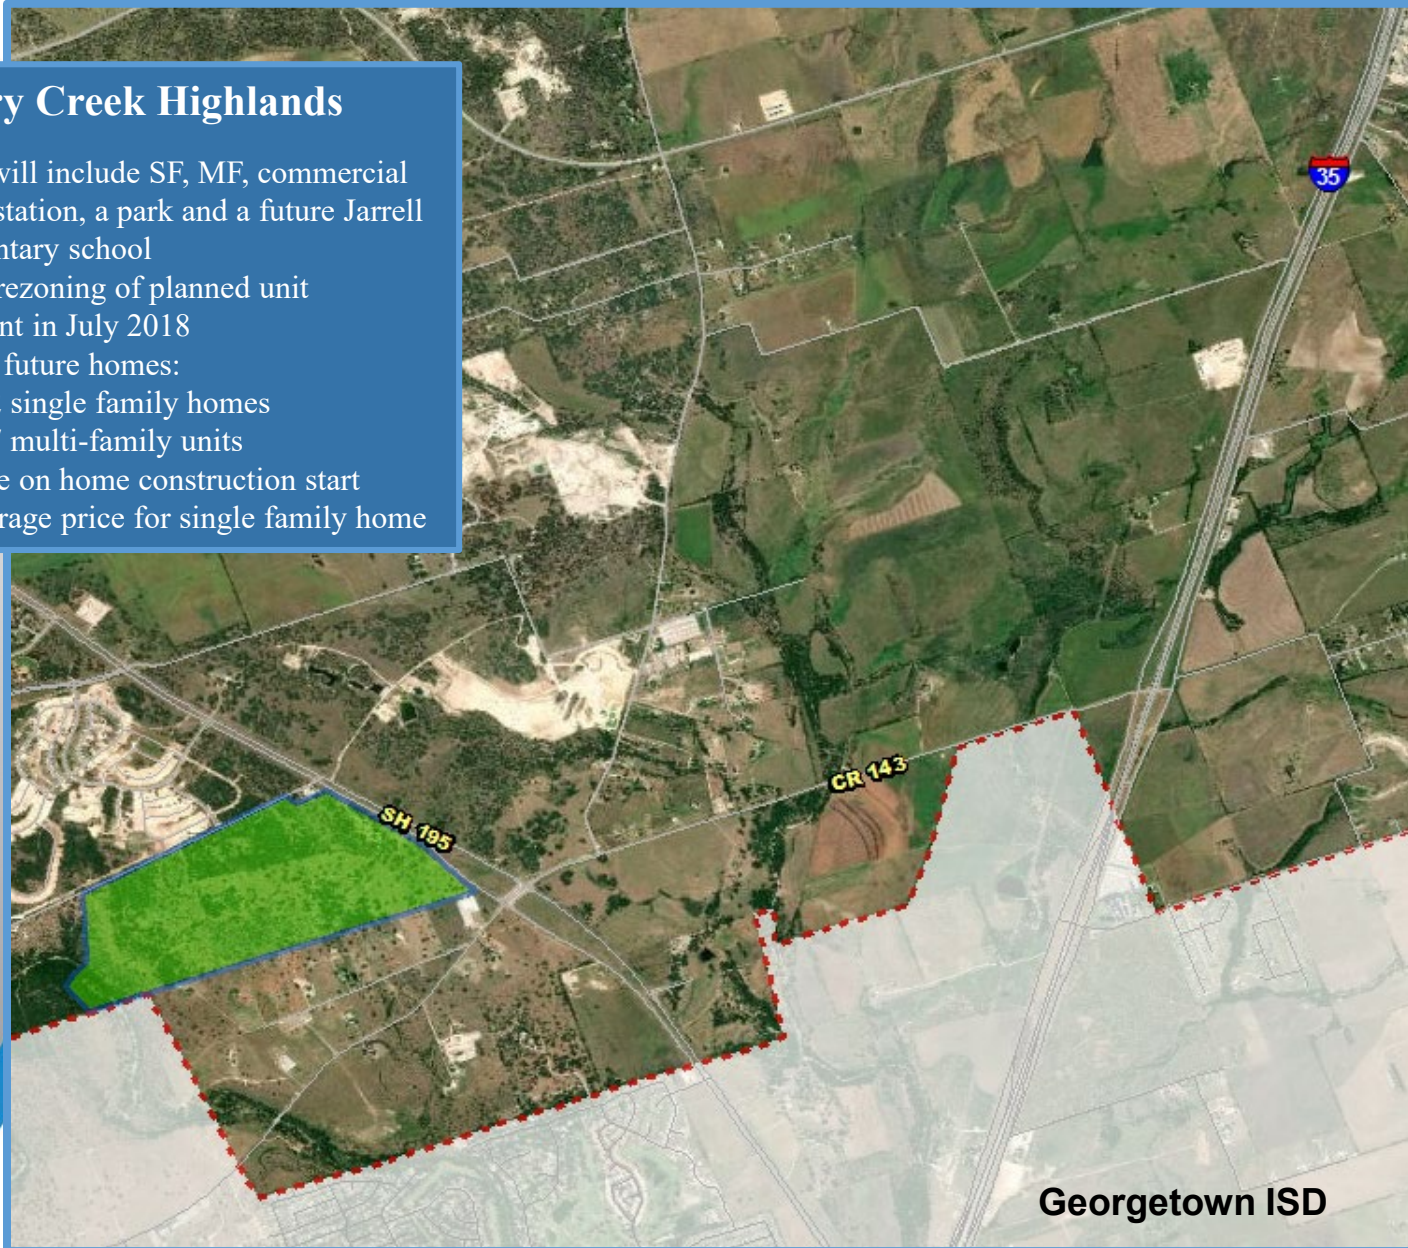 ry Creek Highlands
will include SF, MF, commercial
station, a park and a future Jarrell
ntary school
rezoning of planned unit
nt in July 2018
future homes:
single family homes
multi-family units
e on home construction start
rage price for single family home
35
CR 143
SH 195
Georgetown ISD